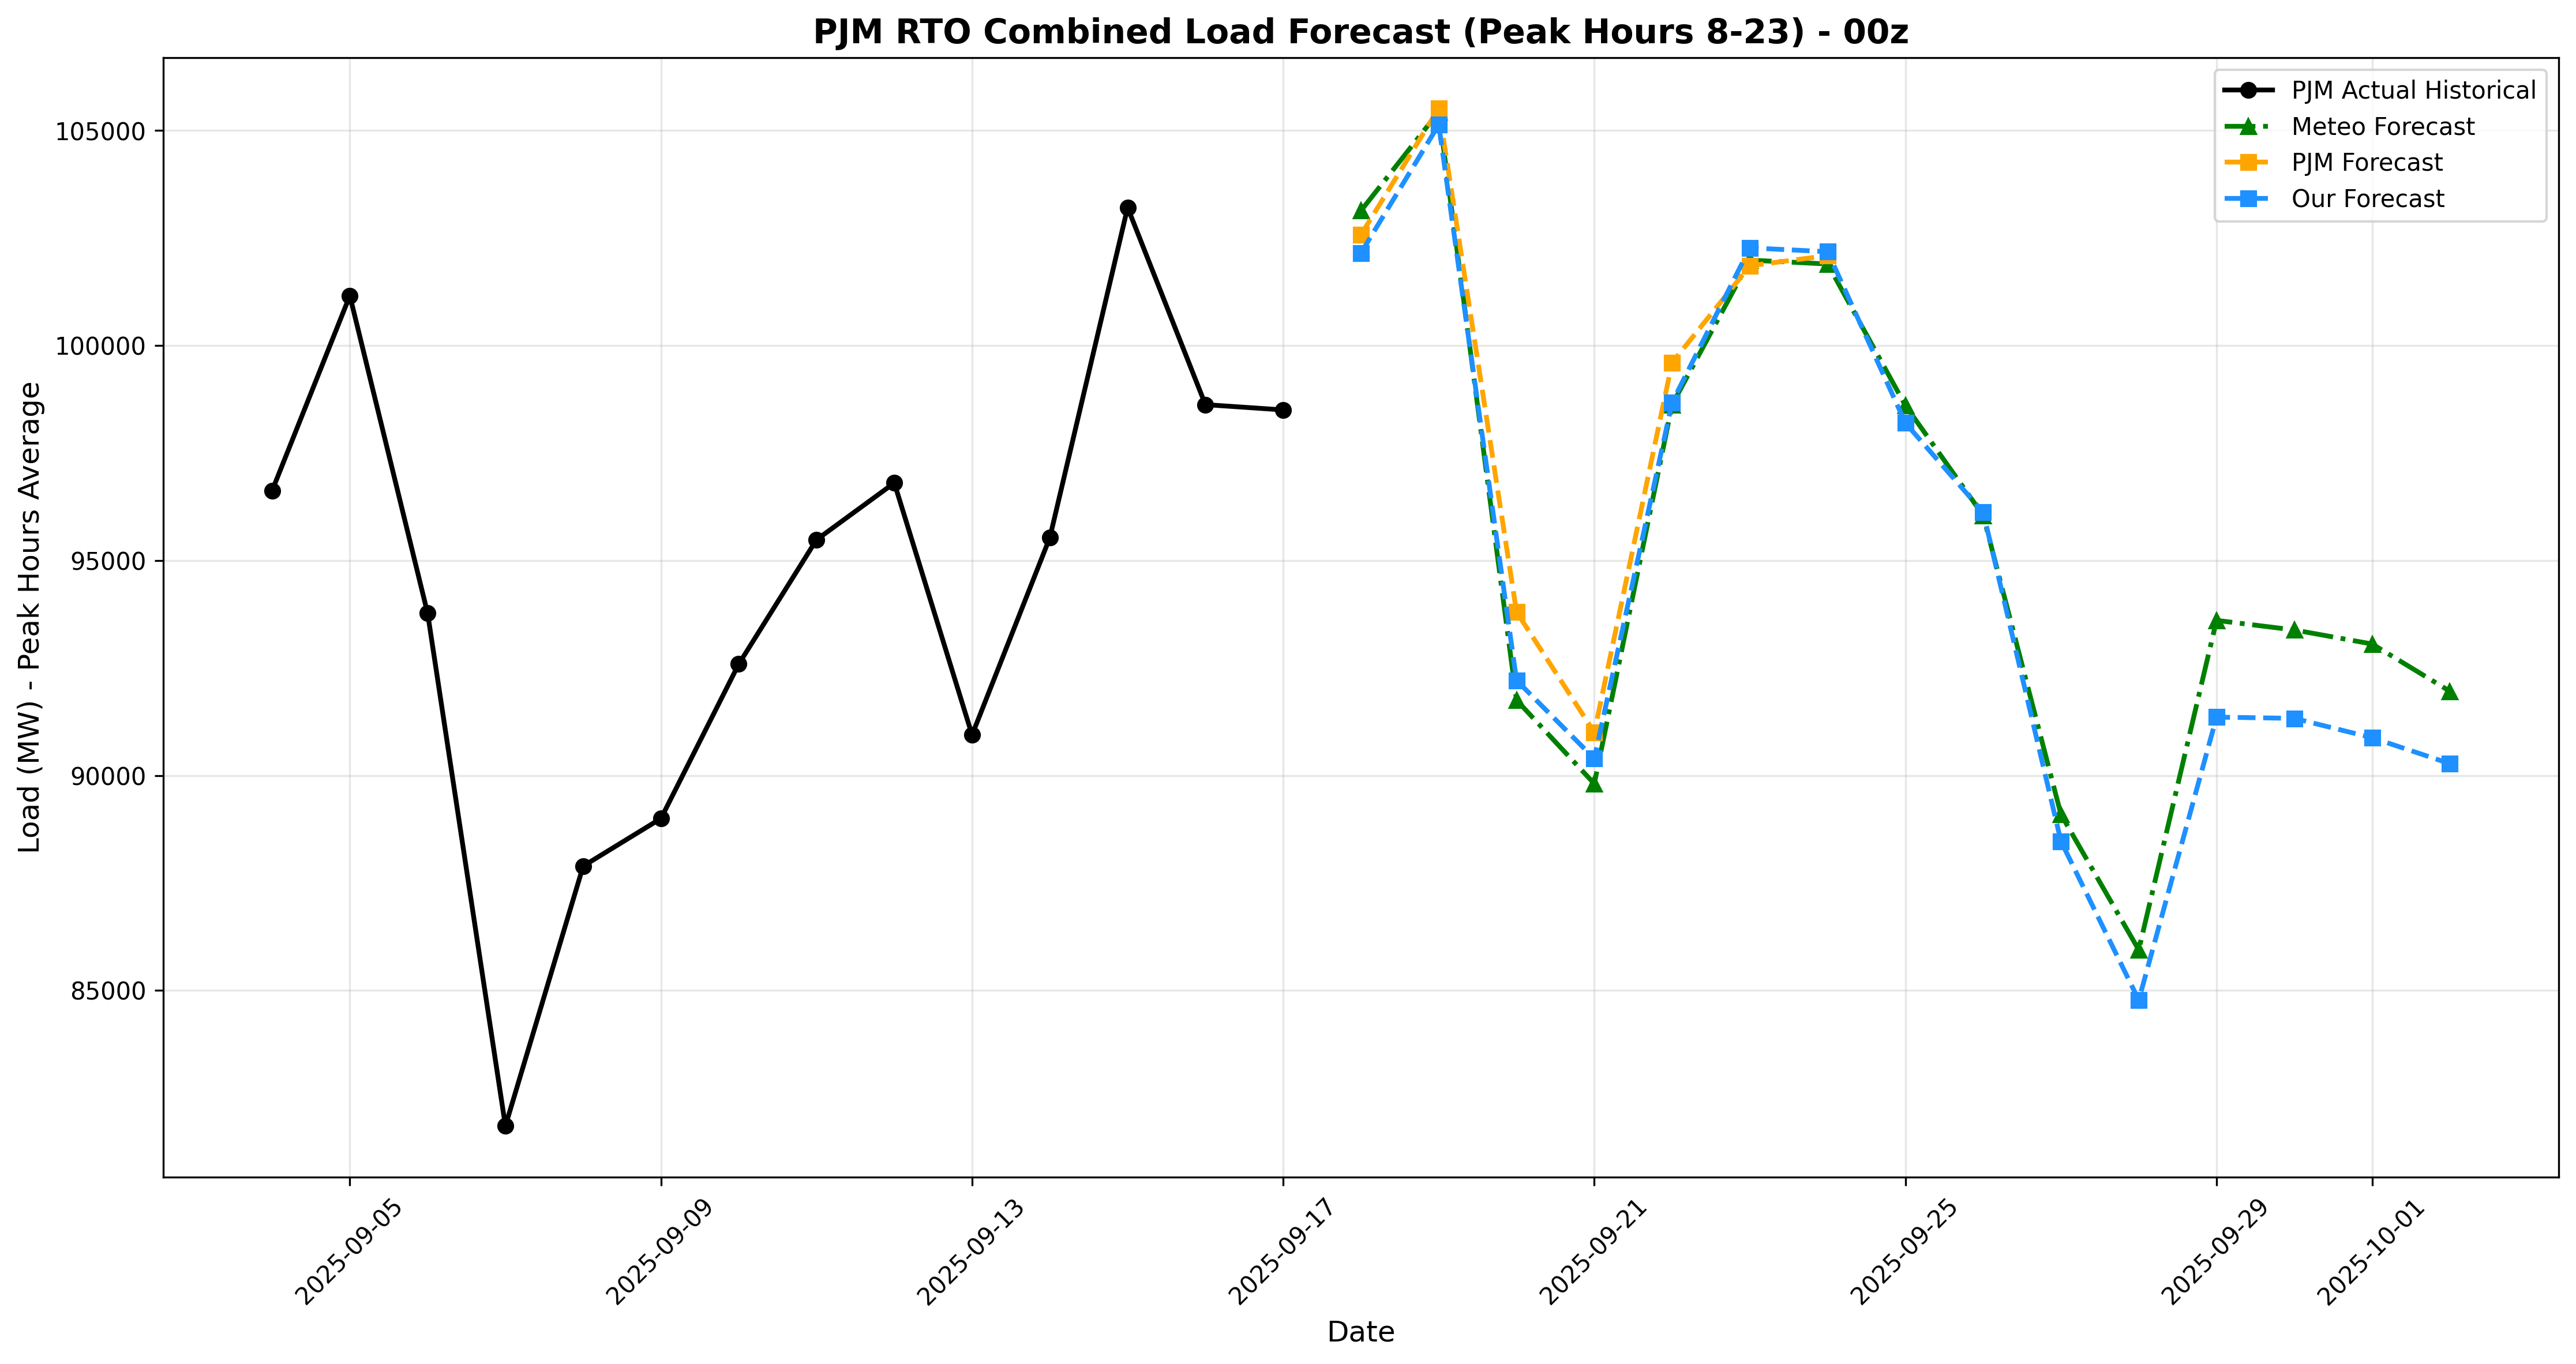 PJM RTO Combined Load Forecast (Peak Hours 8-23) - 00z
PJM Actual Historical
Meteo Forecast
PJM Forecast
Our Forecast
Load (MW) - Peak Hours Average
105000
100000
95000
90000
85000
2025-09-05
2025-09-09
2025-09-13
2025-09-17
2025-09-21
2025-09-25
2025-09-29
2025-10-01
Date